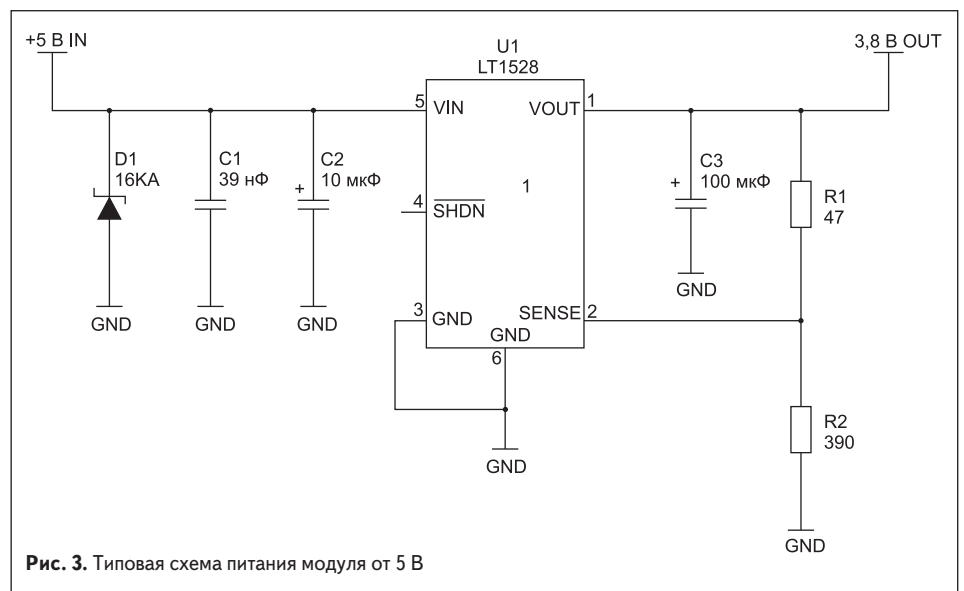 +5 В IN
U1
LT1528
3,8 В OUT
5
VIN
VOUT
1
D1
16KA
C1
39 нФ
C2
10 мкФ
+
4
SHDN
1
C3
100 мкФ
+
R1
47
GND
GND
GND
GND
3
GND
SENSE
2
GND
6
R2
390
GND
GND
Рис. 3. Типовая схема питания модуля от 5 В